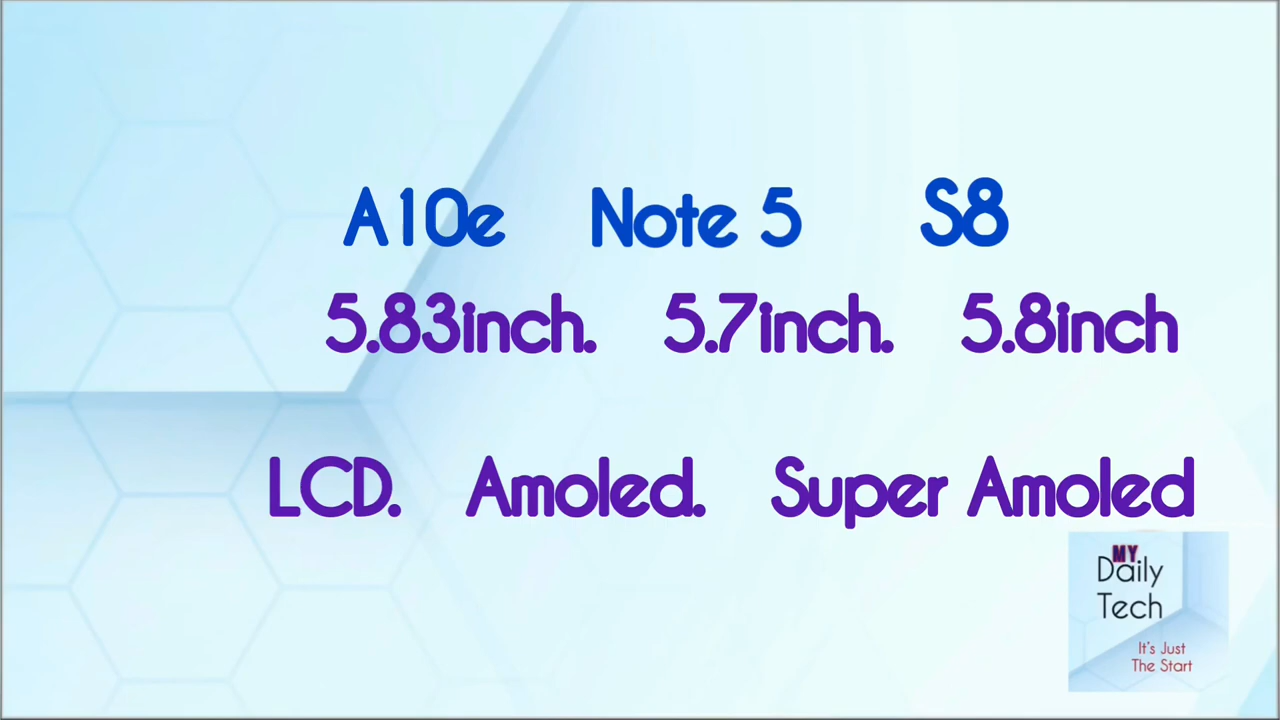 A10e Note 5 S8
5.83inch. 5.7inch. 5.8inch
LCD. Amoled. Super Amoled
MY
Daily
Tech
It's Just
The Start